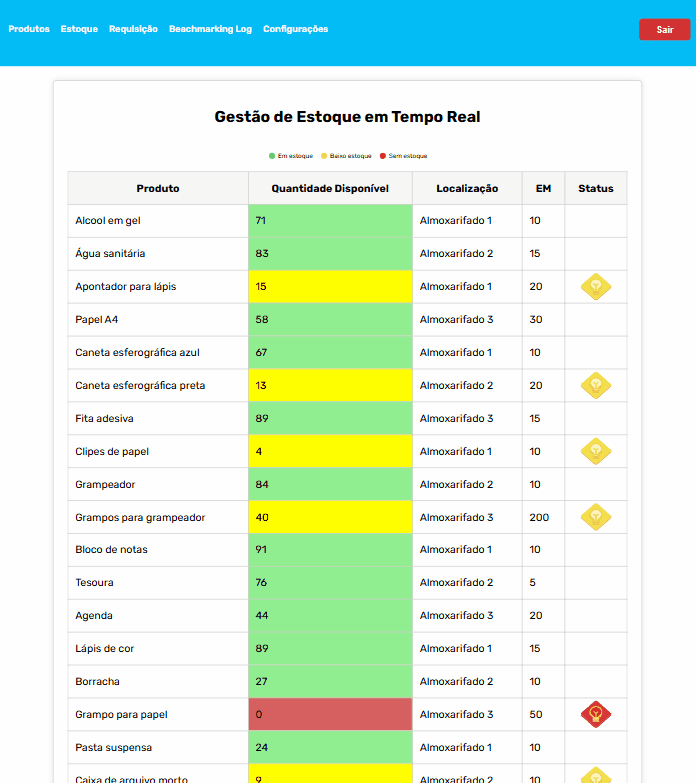 Produtos Estoque Requisição Beachmarking Log Configurações Sair
Gestão de Estoque em Tempo Real
Em estoque Baixo estoque Sem estoque
Produto Quantidade Disponível Localização EM Status
Alcool em gel 71 Almoxarifado 1 10
Água sanitária 83 Almoxarifado 2 15
Apontador para lápis 15 Almoxarifado 1 20
Papel A4 58 Almoxarifado 3 30
Caneta esferográfica azul 67 Almoxarifado 1 10
Caneta esferográfica preta 13 Almoxarifado 2 20
Fita adesiva 89 Almoxarifado 3 15
Clipes de papel 4 Almoxarifado 1 10
Grampeador 84 Almoxarifado 2 10
Grampos para grampeador 40 Almoxarifado 3 200
Bloco de notas 91 Almoxarifado 1 10
Tesoura 76 Almoxarifado 2 5
Agenda 44 Almoxarifado 3 20
Lápis de cor 89 Almoxarifado 1 15
Borracha 27 Almoxarifado 2 10
Grampo para papel 0 Almoxarifado 3 50
Pasta suspensa 24 Almoxarifado 1 10
Caixa de arquivo morto 9 Almoxarifado 2 10